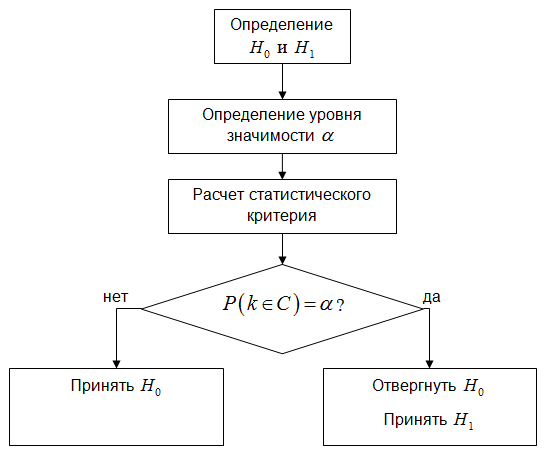 Определение
H₀ и H₁
Определение уровня
значимости α
Расчет статистического
критерия
P(k∈C)=α?
нет
да
Принять H₀
Отвергнуть H₀
Принять H₁